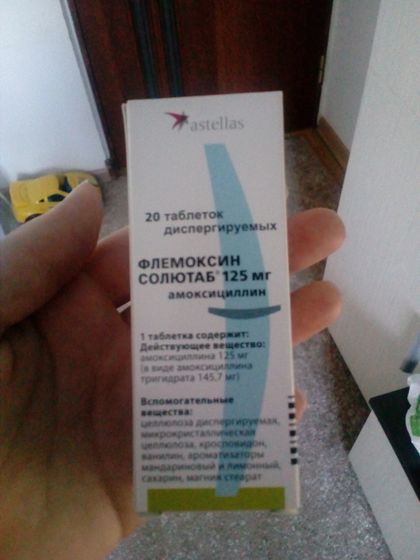 astellas
20 таблеток
диспергируемых
ФЛЕМОКСИН
СОЛЮТАБ® 125 мг
амоксициллин
1 таблетка содержит:
Действующее вещество:
амоксициллина 125 мг
(в виде амоксициллина
тригидрата 145,7 мг)
Вспомогательные
вещества:
целлюлоза диспергируемая,
микрокристаллическая
целлюлоза, кросповидон,
ванилин, ароматизаторы
мандариновый и лимонный,
сахарин, магния стеарат